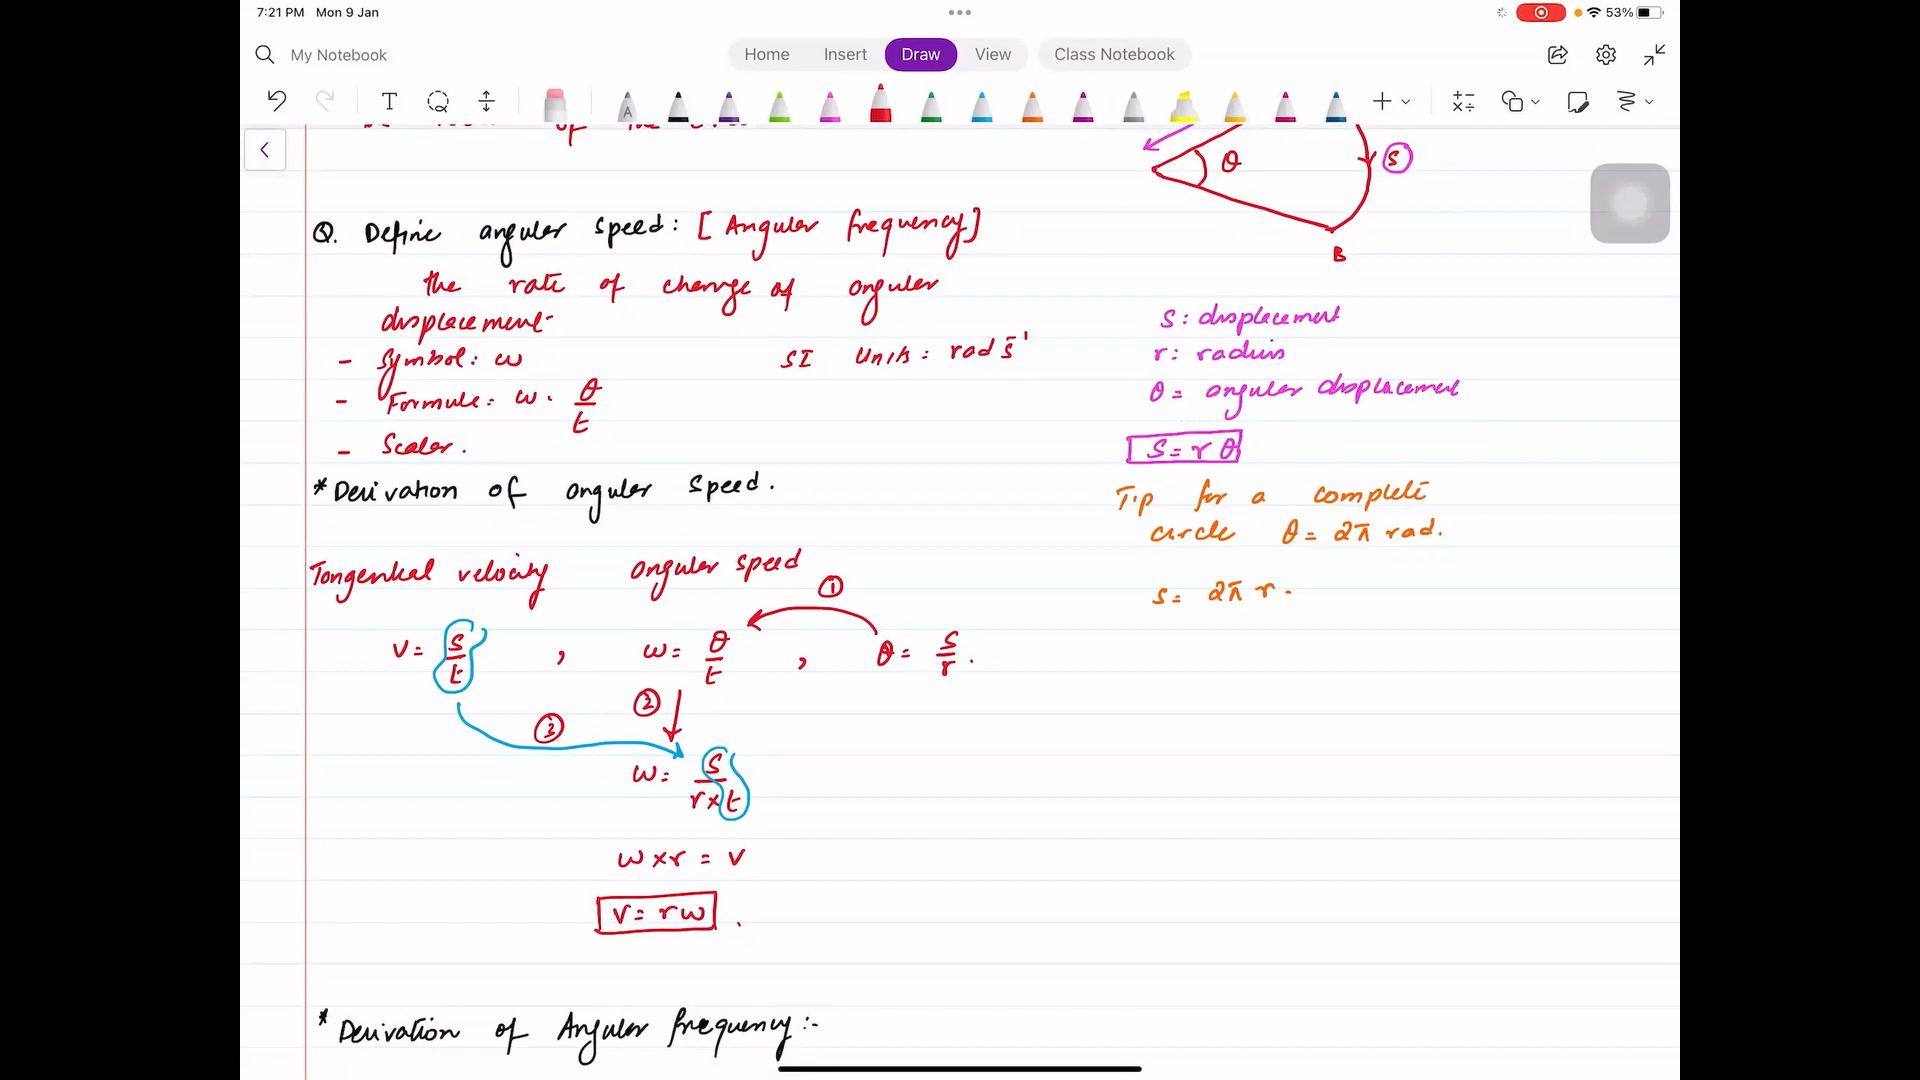 7:21 PM Mon 9 Jan
53%
My Notebook
Home Insert Draw View Class Notebook
T
A
of the
θ
S
B
Q. Define angular speed: [Angular frequency]
the rate of change of angular
displacement.
- Symbol: ω
SI Units: rad s⁻¹
- Formula: ω = θ/t
- Scalar.
S: displacement
r: radius
θ = angular displacement
S = r θ
Tip for a complete
circle θ = 2π rad.
S = 2π r.
* Derivation of angular speed.
Tangential velocity angular speed
①
v = s/t , ω = θ/t , θ = s/r .
②
③
ω = s/r×t
ω×r = v
v = rω .
* Derivation of Angular frequency:-